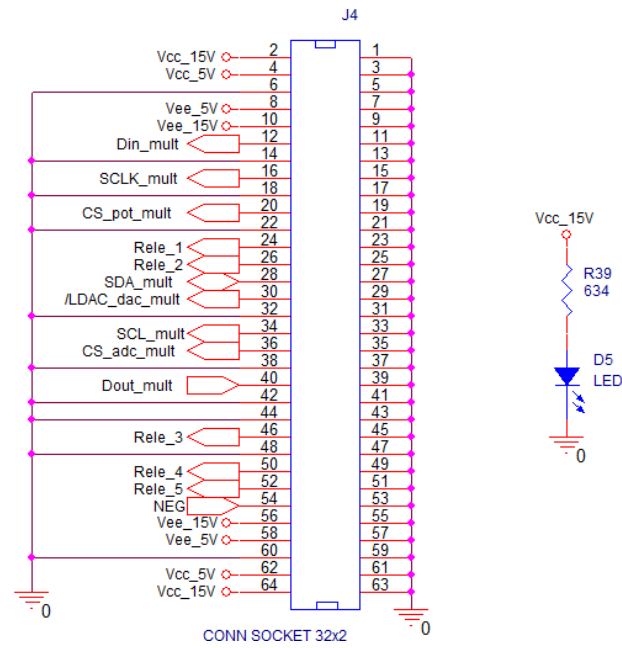 J4
Vcc_15V 2 1
Vcc_5V 4 3
6 5
Vee_5V 8 7
Vee_15V 10 9
Din_mult 12 11
14 13
SCLK_mult 16 15
18 17
CS_pot_mult 20 19
22 21
Rele_1 24 23
Rele_2 26 25
SDA_mult 28 27
/LDAC_dac_mult 30 29
32 31
SCL_mult 34 33
CS_adc_mult 36 35
38 37
Dout_mult 40 39
42 41
44 43
Rele_3 46 45
48 47
Rele_4 50 49
Rele_5 52 51
NEG 54 53
Vee_15V 56 55
Vee_5V 58 57
60 59
Vcc_5V 62 61
Vcc_15V 64 63
0
0
CONN SOCKET 32x2
Vcc_15V
R39
634
D5
LED
0